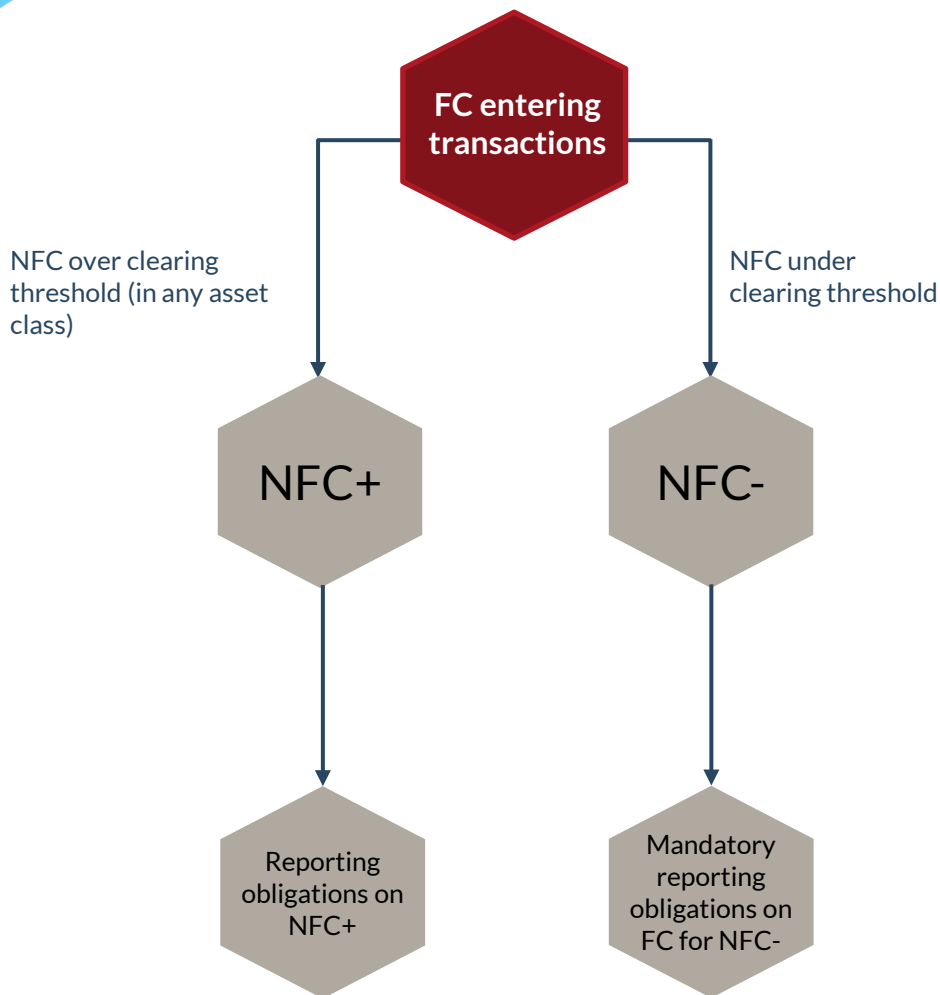 FC entering
transactions
NFC over clearing
threshold (in any asset
class)
NFC under
clearing threshold
NFC+
NFC-
Reporting
obligations on
NFC+
Mandatory
reporting
obligations on
FC for NFC-